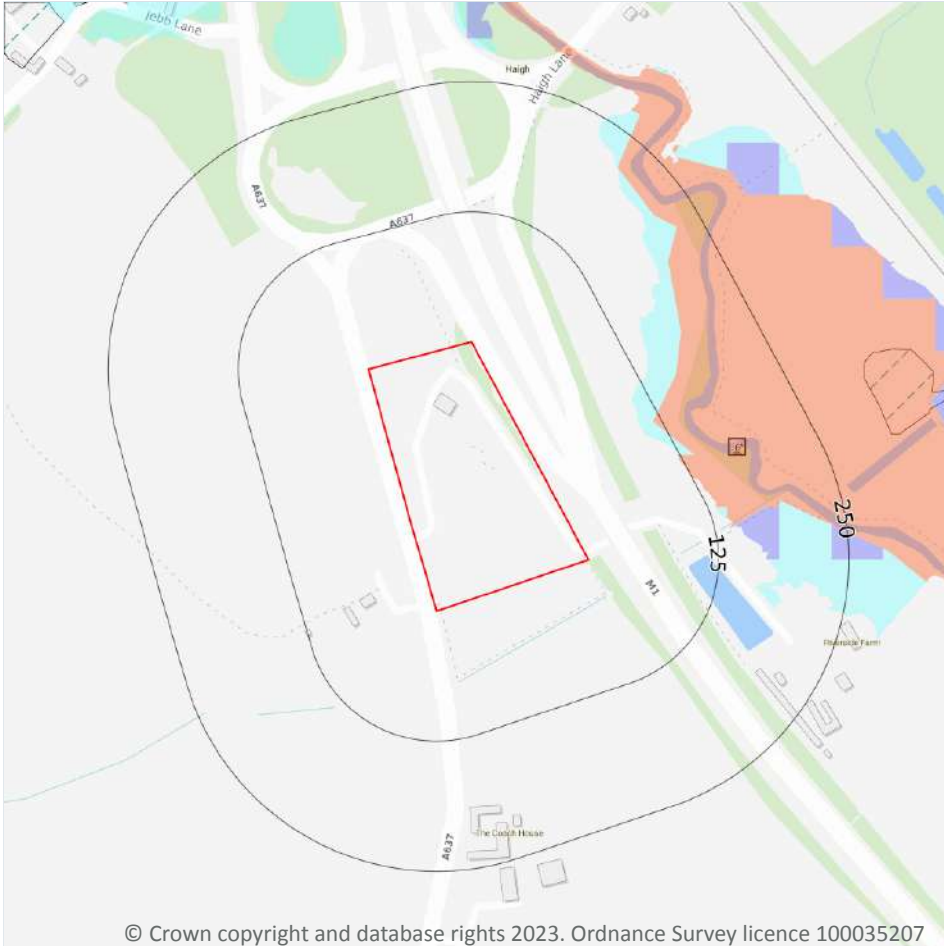 Jebb Lane
Haigh
Haigh Lane
A637
A637
250
125
M1
Riverside Farm
The Coach House
A637
© Crown copyright and database rights 2023. Ordnance Survey licence 100035207